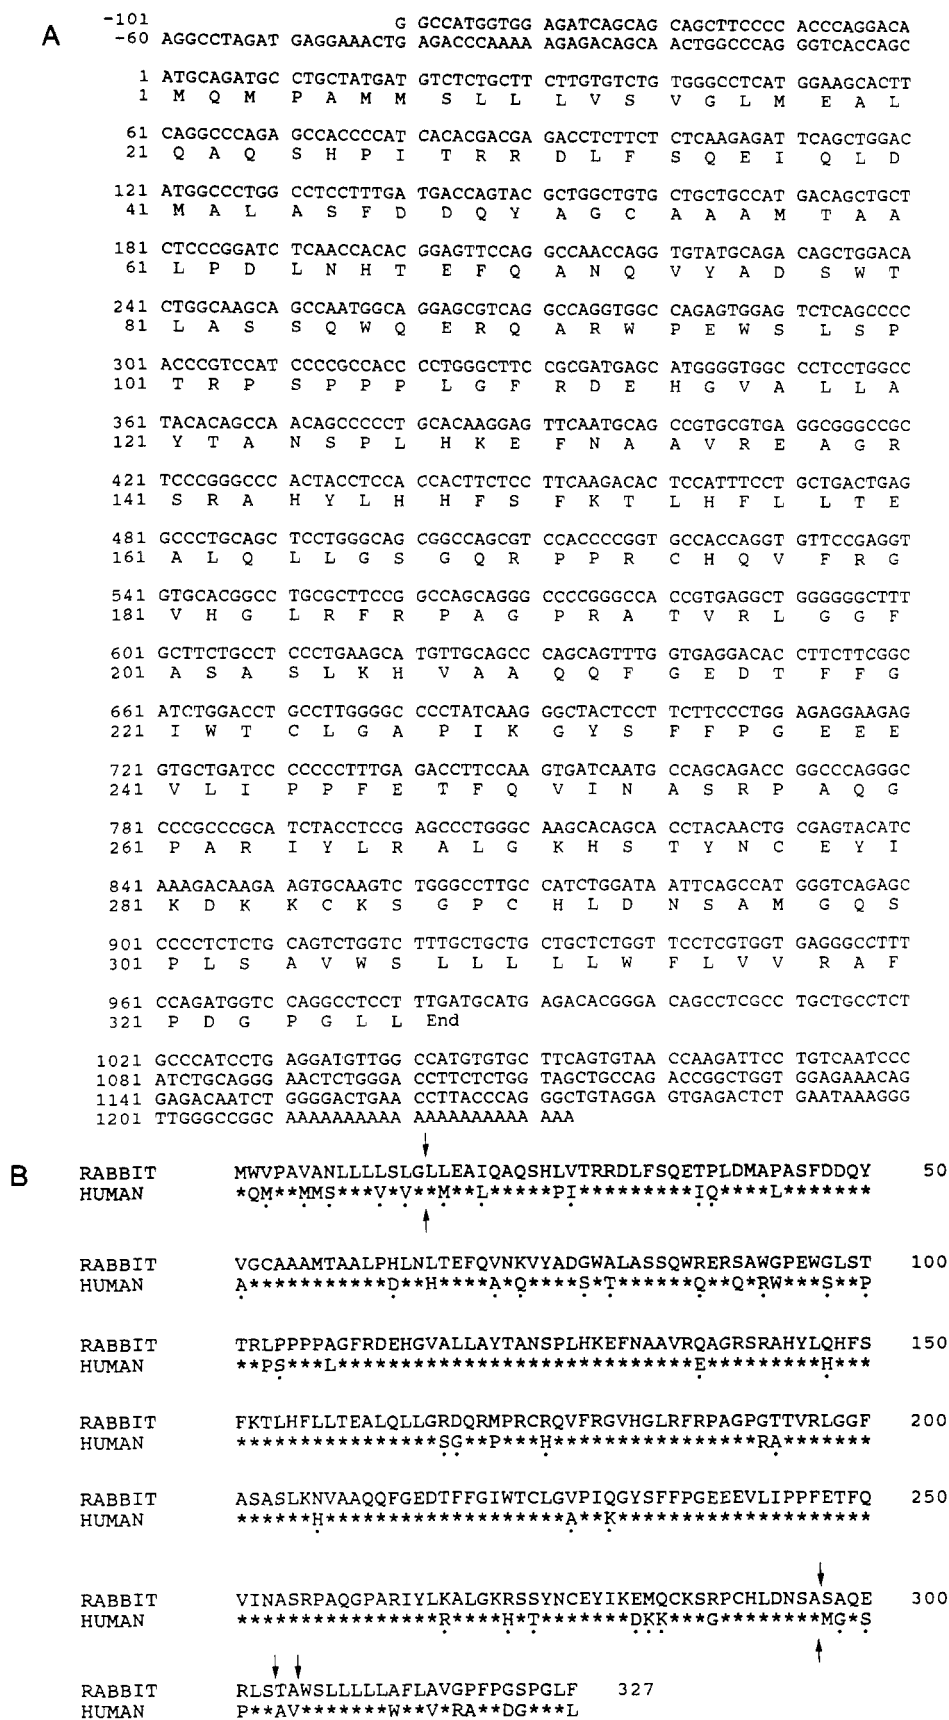 A
-101 G GCCATGGTGG AGATCAGCAG CAGCTTCCCC ACCCAGGACA
-60 AGGCCTAGAT GAGGAAACTG AGACCCAAAA AGAGACAGCA ACTGGCCCAG GGTCACCAGC
1 ATGCAGATGC CTGCTATGAT GTCTCTGCTT CTTGTGTCTG TGGGCCTCAT GGAAGCACTT
1 M Q M P A M M S L L L V S V G L M E A L
61 CAGGCCCAGA GCCACCCCAT CACACGACGA GACCTCTTCT CTCAAGAGAT TCAGCTGGAC
21 Q A Q S H P I T R R D L F S Q E I Q L D
121 ATGGCCCTGG CCTCCTTTGA TGACCAGTAC GCTGGCTGTG CTGCTGCCAT GACAGCTGCT
41 M A L A S F D D Q Y A G C A A A M T A A
181 CTCCCGGATC TCAACCACAC GGAGTTCCAG GCCAACCAGG TGTATGCAGA CAGCTGGACA
61 L P D L N H T E F Q A N Q V Y A D S W T
241 CTGGCAAGCA GCCAATGGCA GGAGCGTCAG GCCAGGTGGC CAGAGTGGAG TCTCAGCCCC
81 L A S S Q W Q E R Q A R W P E W S L S P
301 ACCCGTCCAT CCCCGCCACC CCTGGGCTTC CGCGATGAGC ATGGGGTGGC CCTCCTGGCC
101 T R P S P P P L G F R D E H G V A L L A
361 TACACAGCCA ACAGCCCCCT GCACAAGGAG TTCAATGCAG CCGTGCGTGA GGCGGGCCGC
121 Y T A N S P L H K E F N A A V R E A G R
421 TCCCGGGCCC ACTACCTCCA CCACTTCTCC TTCAAGACAC TCCATTTCCT GCTGACTGAG
141 S R A H Y L H H F S F K T L H F L L T E
481 GCCCTGCAGC TCCTGGGCAG CGGCCAGCGT CCACCCCGGT GCCACCAGGT GTTCCGAGGT
161 A L Q L L G S G Q R P P R C H Q V F R G
541 GTGCACGGCC TGCGCTTCCG GCCAGCAGGG CCCCGGGCCA CCGTGAGGCT GGGGGGCTTT
181 V H G L R F R P A G P R A T V R L G G F
601 GCTTCTGCCT CCCTGAAGCA TGTTGCAGCC CAGCAGTTTG GTGAGGACAC CTTCTTCGGC
201 A S A S L K H V A A Q Q F G E D T F F G
661 ATCTGGACCT GCCTTGGGGC CCCTATCAAG GGCTACTCCT TCTTCCCTGG AGAGGAAGAG
221 I W T C L G A P I K G Y S F F P G E E E
721 GTGCTGATCC CCCCCTTTGA GACCTTCCAA GTGATCAATG CCAGCAGACC GGCCCAGGGC
241 V L I P P F E T F Q V I N A S R P A Q G
781 CCCGCCCGCA TCTACCTCCG AGCCCTGGGC AAGCACAGCA CCTACAACTG CGAGTACATC
261 P A R I Y L R A L G K H S T Y N C E Y I
841 AAAGACAAGA AGTGCAAGTC TGGGCCTTGC CATCTGGATA ATTCAGCCAT GGGTCAGAGC
281 K D K K C K S G P C H L D N S A M G Q S
901 CCCCTCTCTG CAGTCTGGTC TTTGCTGCTG CTGCTCTGGT TCCTCGTGGT GAGGGCCTTT
301 P L S A V W S L L L L L W F L V V R A F
961 CCAGATGGTC CAGGCCTCCT TTGATGCATG AGACACGGGA CAGCCTCGCC TGCTGCCTCT
321 P D G P G L L End
1021 GCCCATCCTG AGGATGTTGG CCATGTGTGC TTCAGTGTAA CCAAGATTCC TGTCAATCCC
1081 ATCTGCAGGG AACTCTGGGA CCTTCTCTGG TAGCTGCCAG ACCGGCTGGT GGAGAAACAG
1141 GAGACAATCT GGGGACTGAA CCTTACCCAG GGCTGTAGGA GTGAGACTCT GAATAAAGGG
1201 TTGGGCCGGC AAAAAAAAAA AAAAAAAAAA AAA
B
RABBIT MWVPAVANLLLLSLGLLEAIQAQSHLVTRRDLFSQETPLDMAPASFDDQY 50
HUMAN *QM**MMS***V*V**M**L*****PI*********IQ****L*******
RABBIT VGCAAAMTAALPHLNLTEFQVNKVYADGWALASSQWRERSAWGPEWGLST 100
HUMAN A***********D**H****A*Q****S*T******Q**Q*RW***S**P
RABBIT TRLPPPPAGFRDEHGVALLAYTANSPLHKEFNAAVRQAGRSRAHYLQHFS 150
HUMAN **PS***L****************************E*********H***
RABBIT FKTLHFLLTEALQLLGRDQRMPRCRQVFRGVHGLRFRPAGPGTTVRLGGF 200
HUMAN ****************SG**P***H****************RA*******
RABBIT ASASLKNVAAQQFGEDTFFGIWTCLGVPIQGYSFFPGEEEVLIPPFETFQ 250
HUMAN ******H*******************A**K********************
RABBIT VINASRPAQGPARIYLKALGKRSSYNCEYIKEMQCKSRPCHLDNSASAQE 300
HUMAN ****************R****H*T*******DKK***G********MG*S
RABBIT RLSTAWSLLLLLAFLAVGPFPGSPGLF 327
HUMAN P**AV*******W**V*RA**DG***L